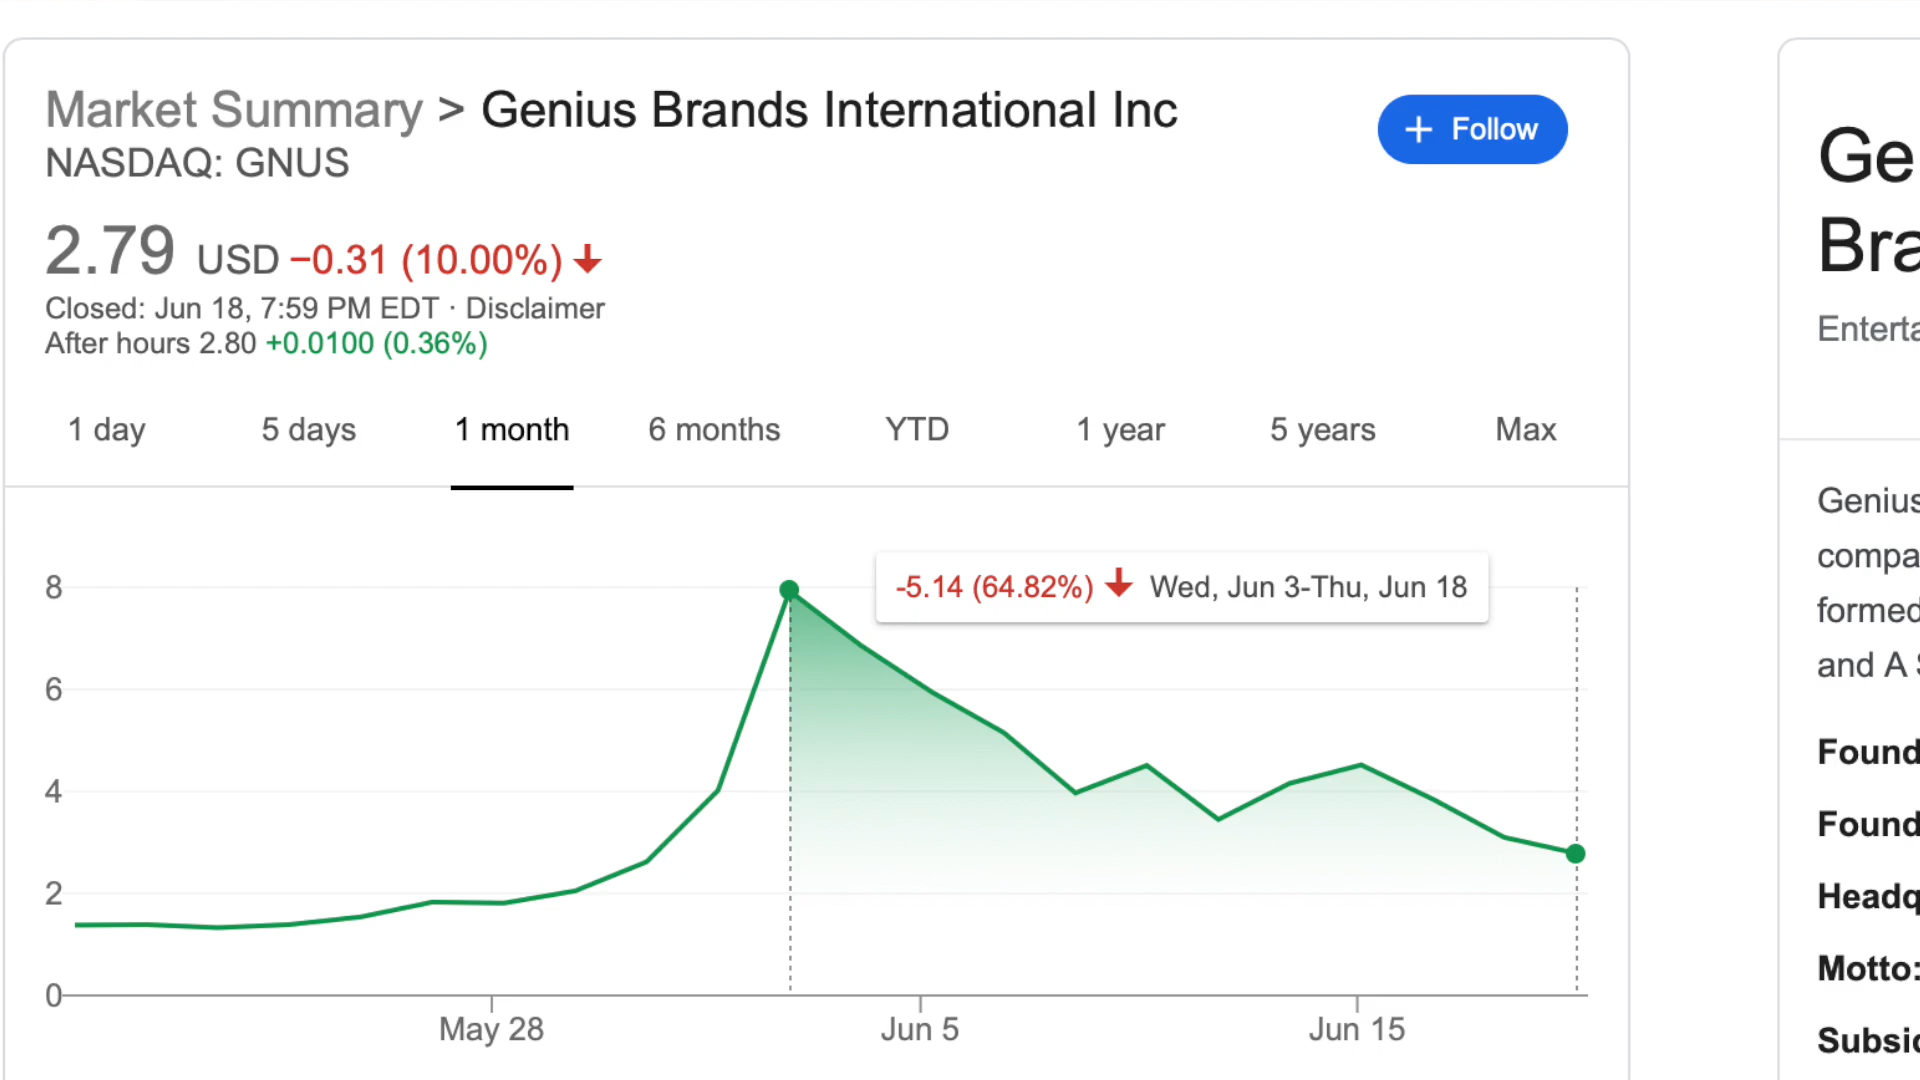 Market Summary > Genius Brands International Inc
NASDAQ: GNUS
+ Follow
2.79 USD −0.31 (10.00%)
Closed: Jun 18, 7:59 PM EDT · Disclaimer
After hours 2.80 +0.0100 (0.36%)
1 day 5 days 1 month 6 months YTD 1 year 5 years Max
-5.14 (64.82%) Wed, Jun 3-Thu, Jun 18
8
6
4
2
0
May 28 Jun 5 Jun 15
Ge
Bra
Enterta
Genius
compa
formed
and A
Found
Found
Headq
Motto:
Subsid